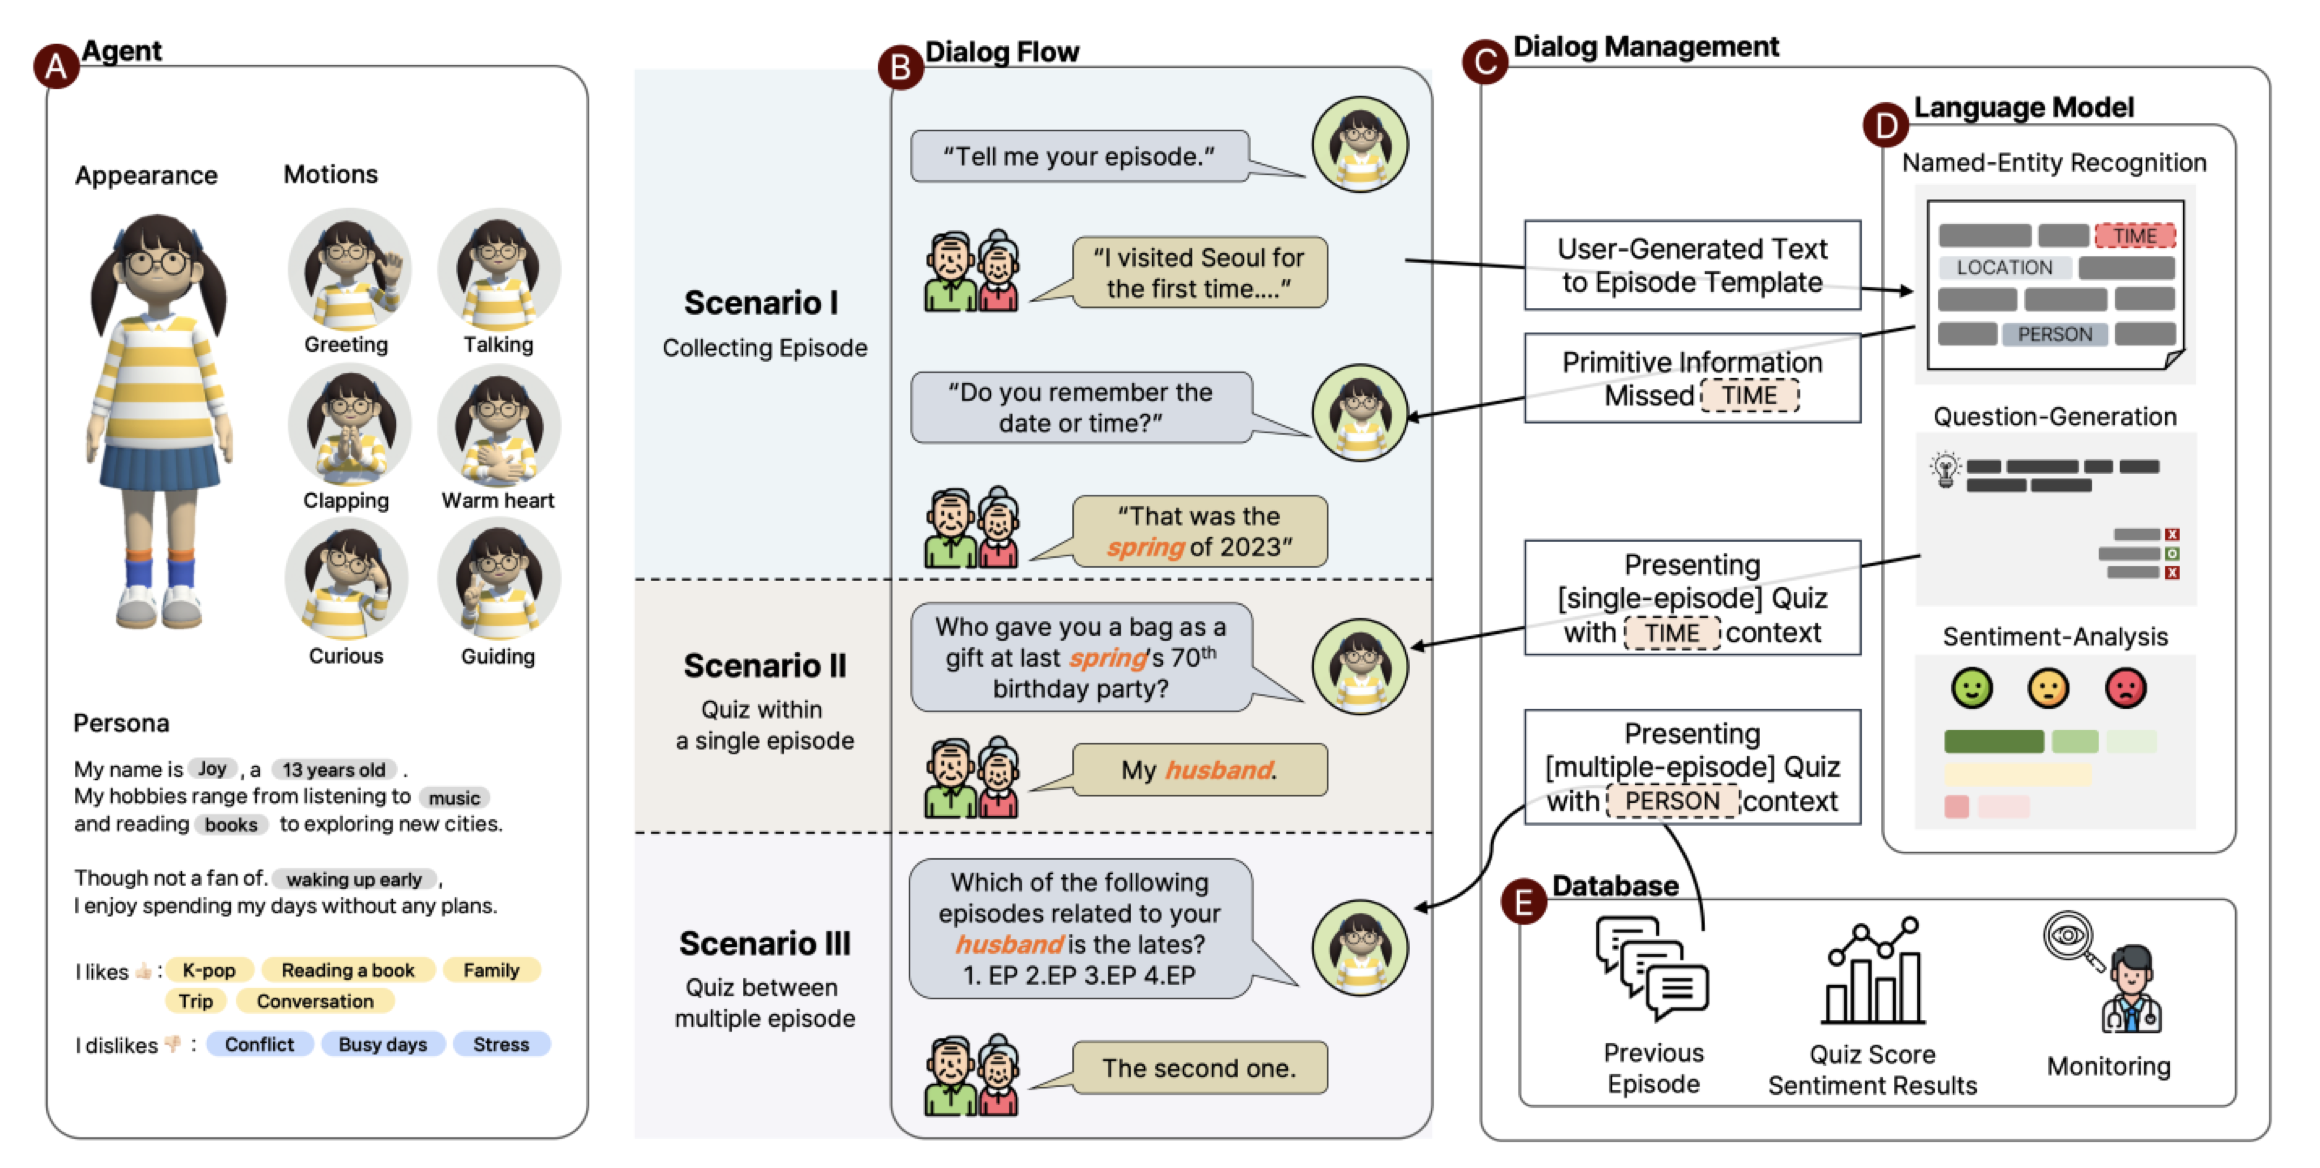 A Agent
Appearance
Motions
Greeting
Talking
Clapping
Warm heart
Curious
Guiding
Persona
My name is Joy , a 13 years old .
My hobbies range from listening to music
and reading books to exploring new cities.
Though not a fan of. waking up early ,
I enjoy spending my days without any plans.
I likes 👍🏻 : K-pop Reading a book Family
Trip Conversation
I dislikes 👎🏻 : Conflict Busy days Stress
Scenario I
Collecting Episode
Scenario II
Quiz within
a single episode
Scenario III
Quiz between
multiple episode
B Dialog Flow
“Tell me your episode.”
“I visited Seoul for
the first time....”
“Do you remember the
date or time?”
“That was the
spring of 2023”
Who gave you a bag as a
gift at last spring's 70th
birthday party?
My husband.
Which of the following
episodes related to your
husband is the lates?
1. EP 2.EP 3.EP 4.EP
The second one.
C Dialog Management
User-Generated Text
to Episode Template
Primitive Information
Missed TIME
Presenting
[single-episode] Quiz
with TIME context
Presenting
[multiple-episode] Quiz
with PERSON context
D Language Model
Named-Entity Recognition
TIME
LOCATION
PERSON
Question-Generation
X
O
X
Sentiment-Analysis
E Database
Previous
Episode
Quiz Score
Sentiment Results
Monitoring